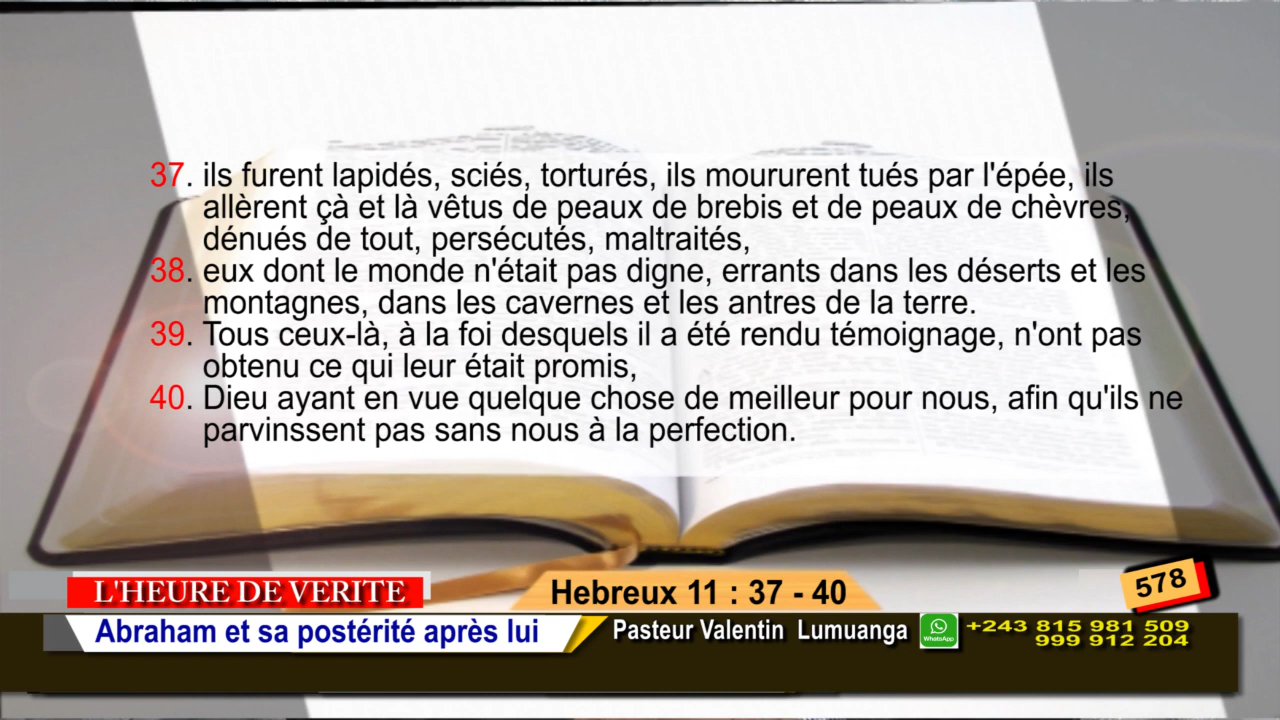 37. ils furent lapidés, sciés, torturés, ils moururent tués par l'épée, ils
allèrent çà et là vêtus de peaux de brebis et de peaux de chèvres,
dénués de tout, persécutés, maltraités,
38. eux dont le monde n'était pas digne, errants dans les déserts et les
montagnes, dans les cavernes et les antres de la terre.
39. Tous ceux-là, à la foi desquels il a été rendu témoignage, n'ont pas
obtenu ce qui leur était promis,
40. Dieu ayant en vue quelque chose de meilleur pour nous, afin qu'ils ne
parvinssent pas sans nous à la perfection.
L'HEURE DE VERITE
Hebreux 11 : 37 - 40
578
Abraham et sa postérité après lui
Pasteur Valentin Lumuanga
WhatsApp
+243 815 981 509
999 912 204